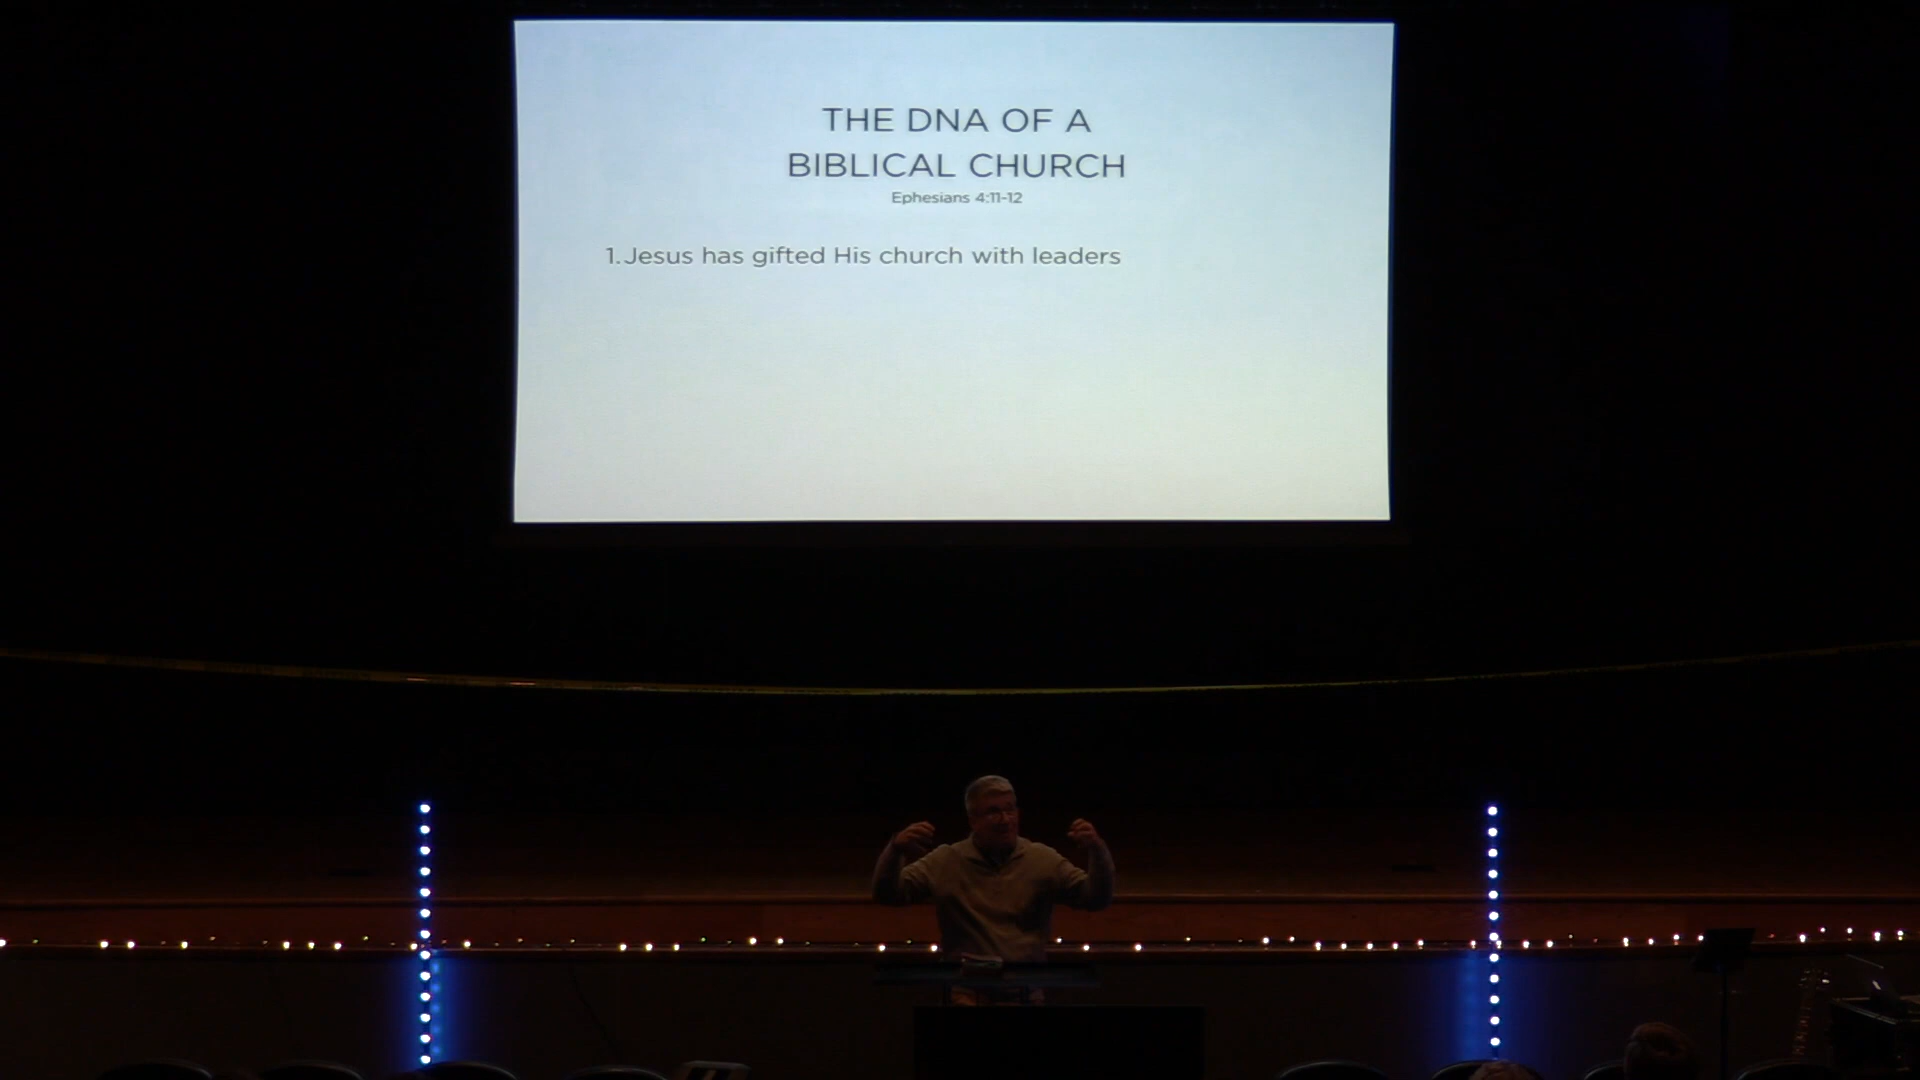 THE DNA OF A
BIBLICAL CHURCH
Ephesians 4:11-12
1. Jesus has gifted His church with leaders